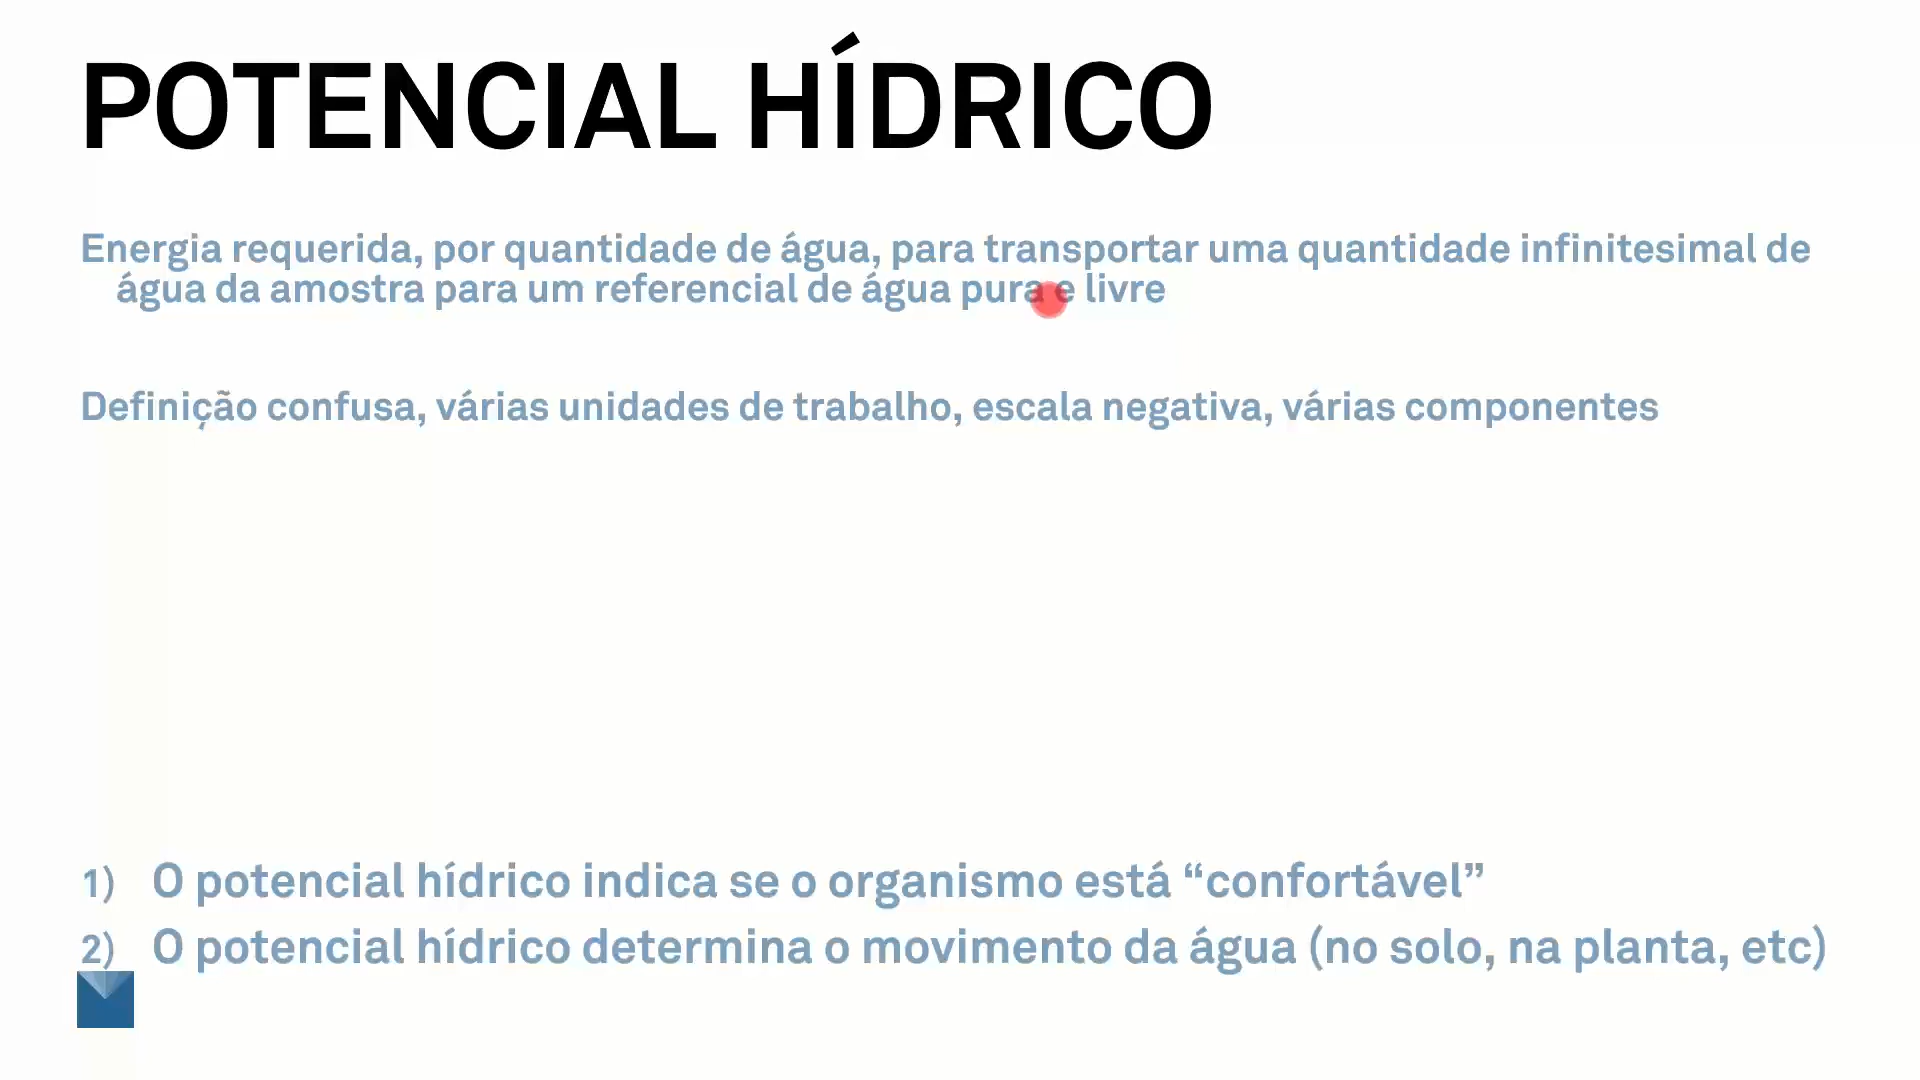 POTENCIAL HÍDRICO
Energia requerida, por quantidade de água, para transportar uma quantidade infinitesimal de
água da amostra para um referencial de água pura e livre
Definição confusa, várias unidades de trabalho, escala negativa, várias componentes
1) O potencial hídrico indica se o organismo está “confortável”
2) O potencial hídrico determina o movimento da água (no solo, na planta, etc)